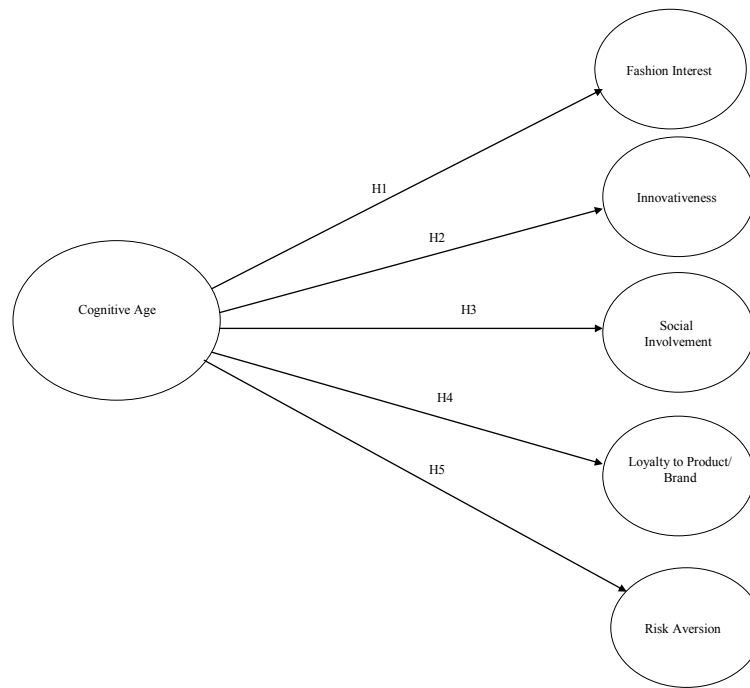 Fashion Interest
H1
Innovativeness
H2
Cognitive Age
H3
Social
Involvement
H4
Loyalty to Product/
Brand
H5
Risk Aversion